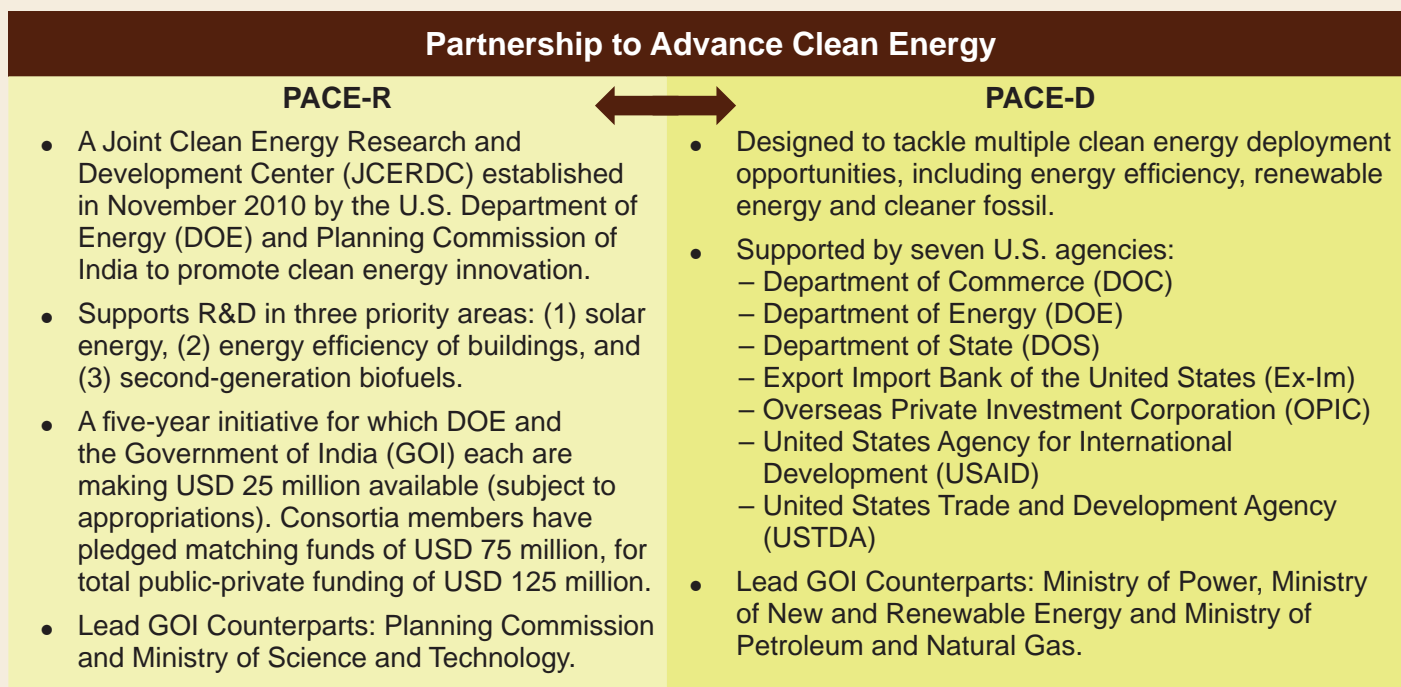 Partnership to Advance Clean Energy
PACE-R
• A Joint Clean Energy Research and
Development Center (JCERDC) established
in November 2010 by the U.S. Department of
Energy (DOE) and Planning Commission of
India to promote clean energy innovation.
• Supports R&D in three priority areas: (1) solar
energy, (2) energy efficiency of buildings, and
(3) second-generation biofuels.
• A five-year initiative for which DOE and
the Government of India (GOI) each are
making USD 25 million available (subject to
appropriations). Consortia members have
pledged matching funds of USD 75 million, for
total public-private funding of USD 125 million.
• Lead GOI Counterparts: Planning Commission
and Ministry of Science and Technology.
PACE-D
• Designed to tackle multiple clean energy deployment
opportunities, including energy efficiency, renewable
energy and cleaner fossil.
• Supported by seven U.S. agencies:
– Department of Commerce (DOC)
– Department of Energy (DOE)
– Department of State (DOS)
– Export Import Bank of the United States (Ex-Im)
– Overseas Private Investment Corporation (OPIC)
– United States Agency for International
Development (USAID)
– United States Trade and Development Agency
(USTDA)
• Lead GOI Counterparts: Ministry of Power, Ministry
of New and Renewable Energy and Ministry of
Petroleum and Natural Gas.